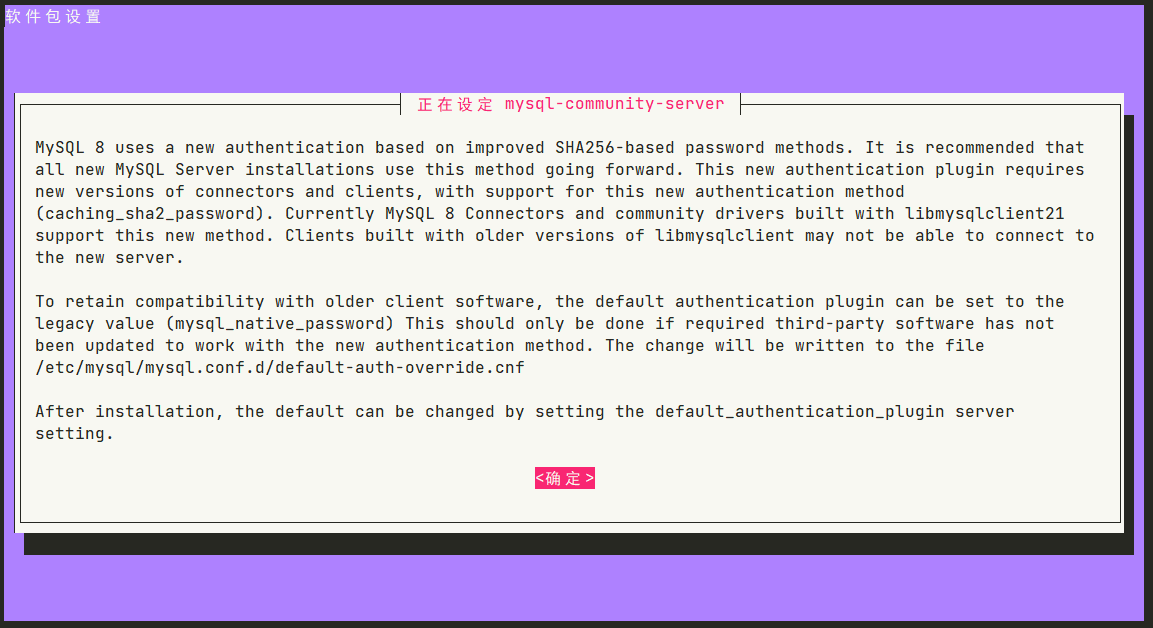 软件包设置
正在设定 mysql-community-server
MySQL 8 uses a new authentication based on improved SHA256-based password methods. It is recommended that
all new MySQL Server installations use this method going forward. This new authentication plugin requires
new versions of connectors and clients, with support for this new authentication method
(caching_sha2_password). Currently MySQL 8 Connectors and community drivers built with libmysqlclient21
support this new method. Clients built with older versions of libmysqlclient may not be able to connect to
the new server.
To retain compatibility with older client software, the default authentication plugin can be set to the
legacy value (mysql_native_password) This should only be done if required third-party software has not
been updated to work with the new authentication method. The change will be written to the file
/etc/mysql/mysql.conf.d/default-auth-override.cnf
After installation, the default can be changed by setting the default_authentication_plugin server
setting.
<确定>